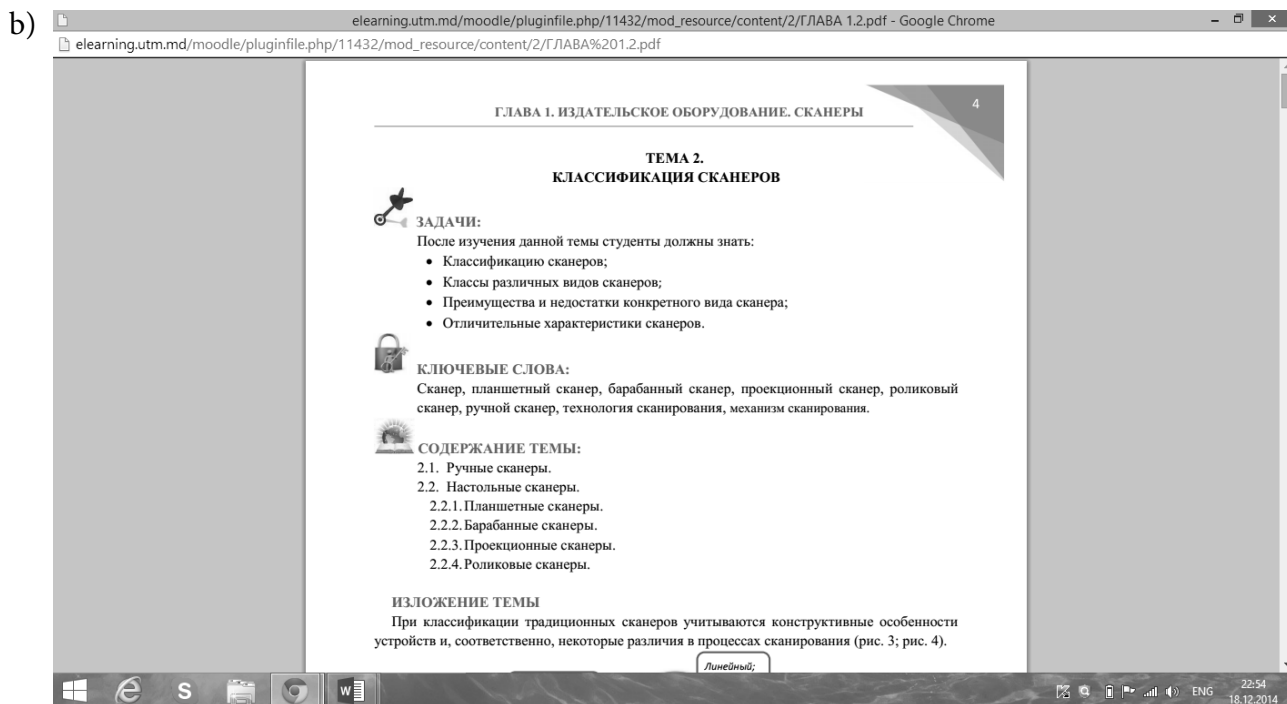 b)
elearning.utm.md/moodle/pluginfile.php/11432/mod_resource/content/2/ГЛАВА 1.2.pdf - Google Chrome
elearning.utm.md/moodle/pluginfile.php/11432/mod_resource/content/2/ГЛАВА%201.2.pdf
ГЛАВА 1. ИЗДАТЕЛЬСКОЕ ОБОРУДОВАНИЕ. СКАНЕРЫ
4
ТЕМА 2.
КЛАССИФИКАЦИЯ СКАНЕРОВ
ЗАДАЧИ:
После изучения данной темы студенты должны знать:
• Классификацию сканеров;
• Классы различных видов сканеров;
• Преимущества и недостатки конкретного вида сканера;
• Отличительные характеристики сканеров.
КЛЮЧЕВЫЕ СЛОВА:
Сканер, планшетный сканер, барабанный сканер, проекционный сканер, роликовый
сканер, ручной сканер, технология сканирования, механизм сканирования.
СОДЕРЖАНИЕ ТЕМЫ:
2.1. Ручные сканеры.
2.2. Настольные сканеры.
2.2.1. Планшетные сканеры.
2.2.2. Барабанные сканеры.
2.2.3. Проекционные сканеры.
2.2.4. Роликовые сканеры.
ИЗЛОЖЕНИЕ ТЕМЫ
При классификации традиционных сканеров учитываются конструктивные особенности
устройств и, соответственно, некоторые различия в процессах сканирования (рис. 3; рис. 4).
Линейный;
S
W
ENG
22:54
18.12.2014